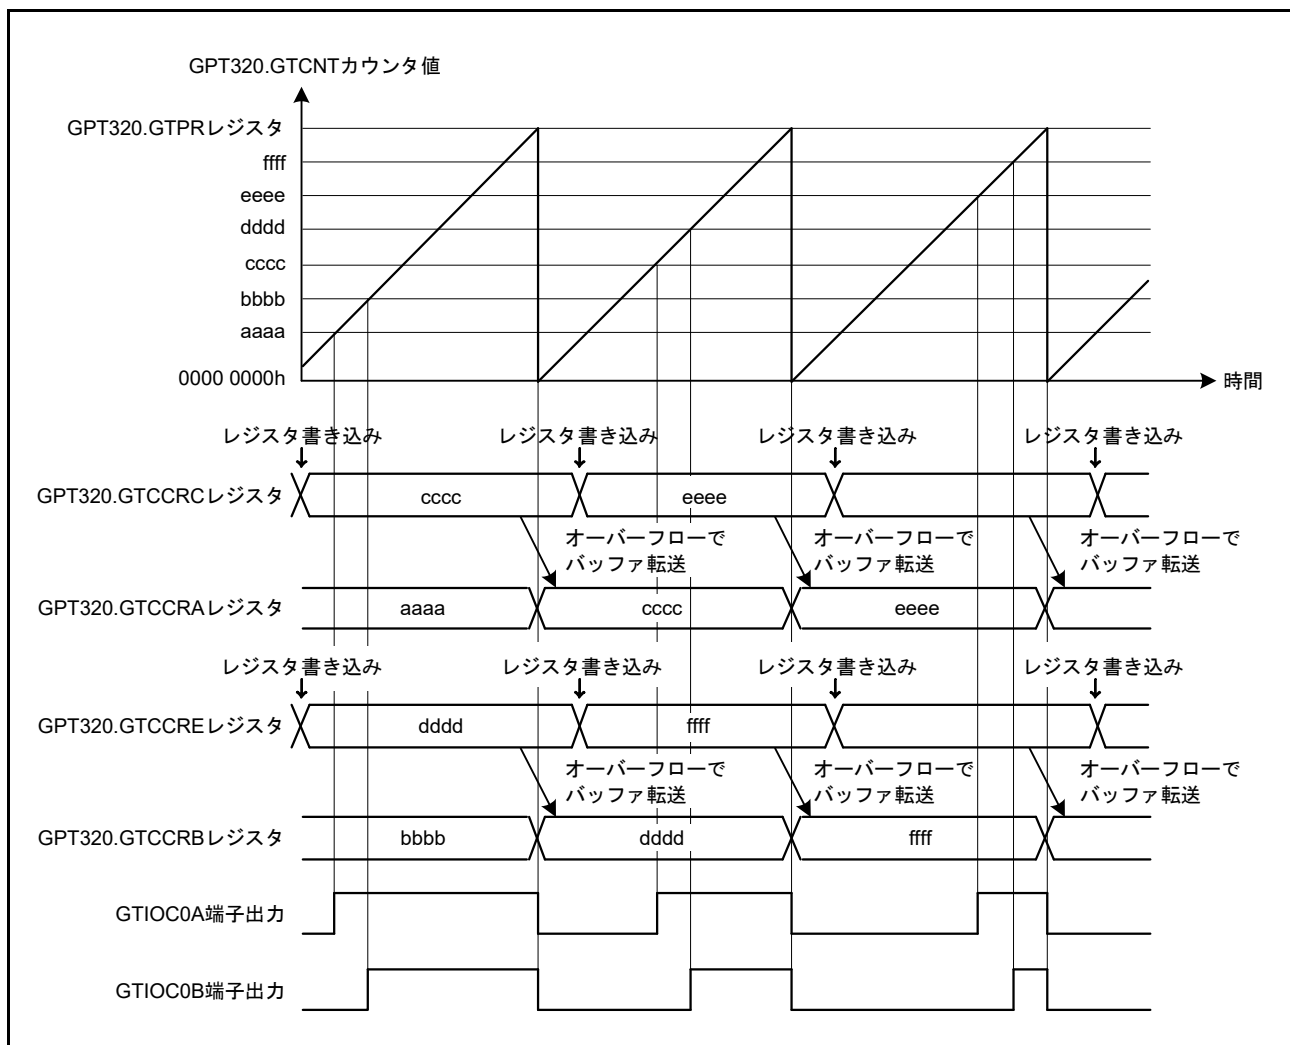 GPT320.GTCNTカウンタ値
GPT320.GTPRレジスタ
ffff
eeee
dddd
cccc
bbbb
aaaa
0000 0000h
時間
レジスタ書き込み レジスタ書き込み レジスタ書き込み レジスタ書き込み
GPT320.GTCCRCレジスタ cccc eeee
オーバーフローで オーバーフローで オーバーフローで
バッファ転送 バッファ転送 バッファ転送
GPT320.GTCCRAレジスタ aaaa cccc eeee
レジスタ書き込み レジスタ書き込み レジスタ書き込み レジスタ書き込み
GPT320.GTCCREレジスタ dddd ffff
オーバーフローで オーバーフローで オーバーフローで
バッファ転送 バッファ転送 バッファ転送
GPT320.GTCCRBレジスタ bbbb dddd ffff
GTIOC0A端子出力
GTIOC0B端子出力